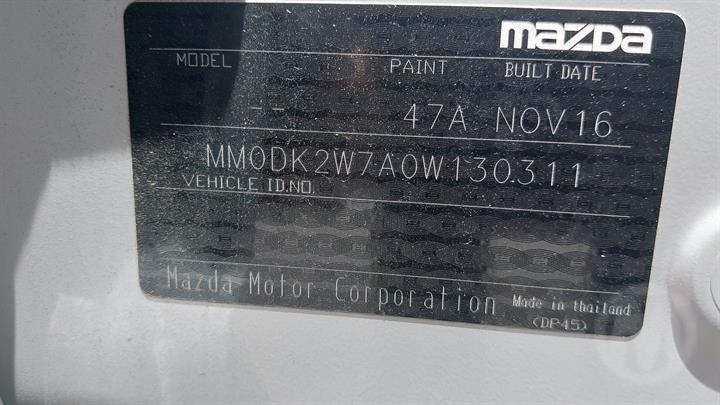 mazda
MODEL PAINT BUILT DATE
-- 47A NOV16
MM0DK2W7A0W130311
VEHICLE ID.NO.
Mazda Motor Corporation Made in thailand
(DP45)